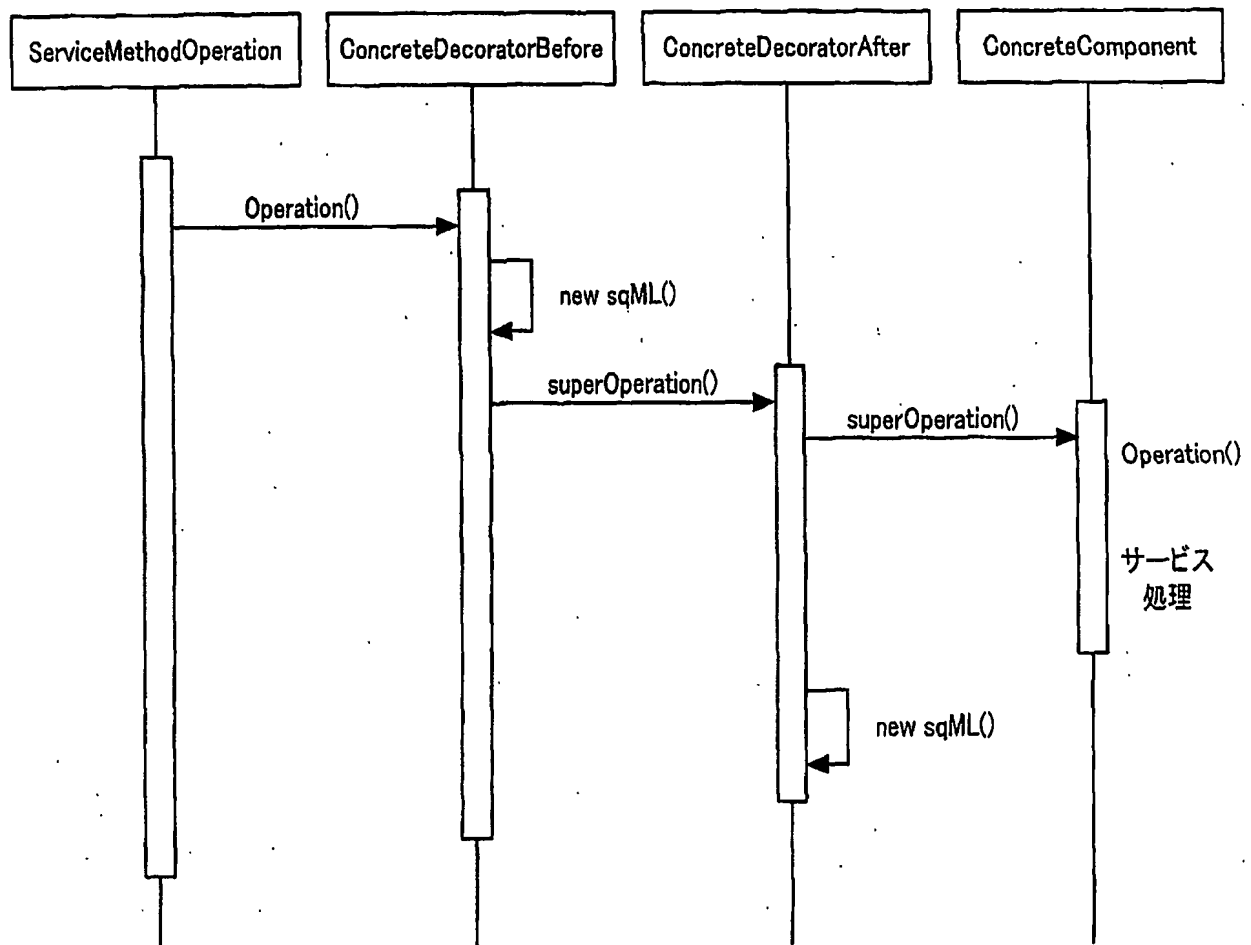 ServiceMethodOperation
ConcreteDecoratorBefore
ConcreteDecoratorAfter
ConcreteComponent
Operation()
new sqML()
superOperation()
superOperation()
Operation()
サービス
処理
new sqML()